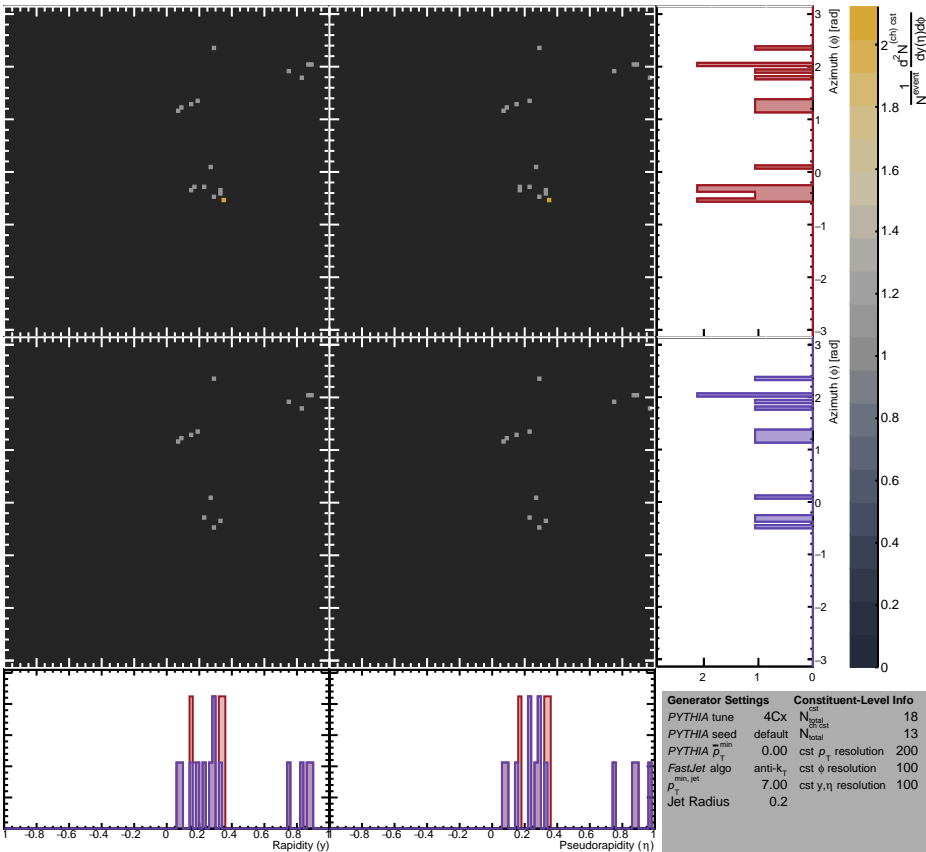 3
2
1
0
−1
−2
−3
Azimuth (ϕ) [rad]
2 1 0
2
1.8
1.6
1.4
1.2
1
0.8
0.6
0.4
0.2
0
1 d²N^(ch) cst
N^event dy(η)dϕ
3
2
1
0
−1
−2
−3
Azimuth (ϕ) [rad]
2 1 0
1 −0.8 −0.6 −0.4 −0.2 0 0.2 0.4 0.6 0.8 1
Rapidity (y)
−0.8 −0.6 −0.4 −0.2 0 0.2 0.4 0.6 0.8 1
Pseudorapidity (η)
Generator Settings Constituent-Level Info
PYTHIA tune 4Cx N^cst_total 18
PYTHIA seed default N^ch cst_total 13
PYTHIA p̂_T^min 0.00 cst p_T resolution 200
FastJet algo anti-k_T cst ϕ resolution 100
p_T^min, jet 7.00 cst y,η resolution 100
Jet Radius 0.2